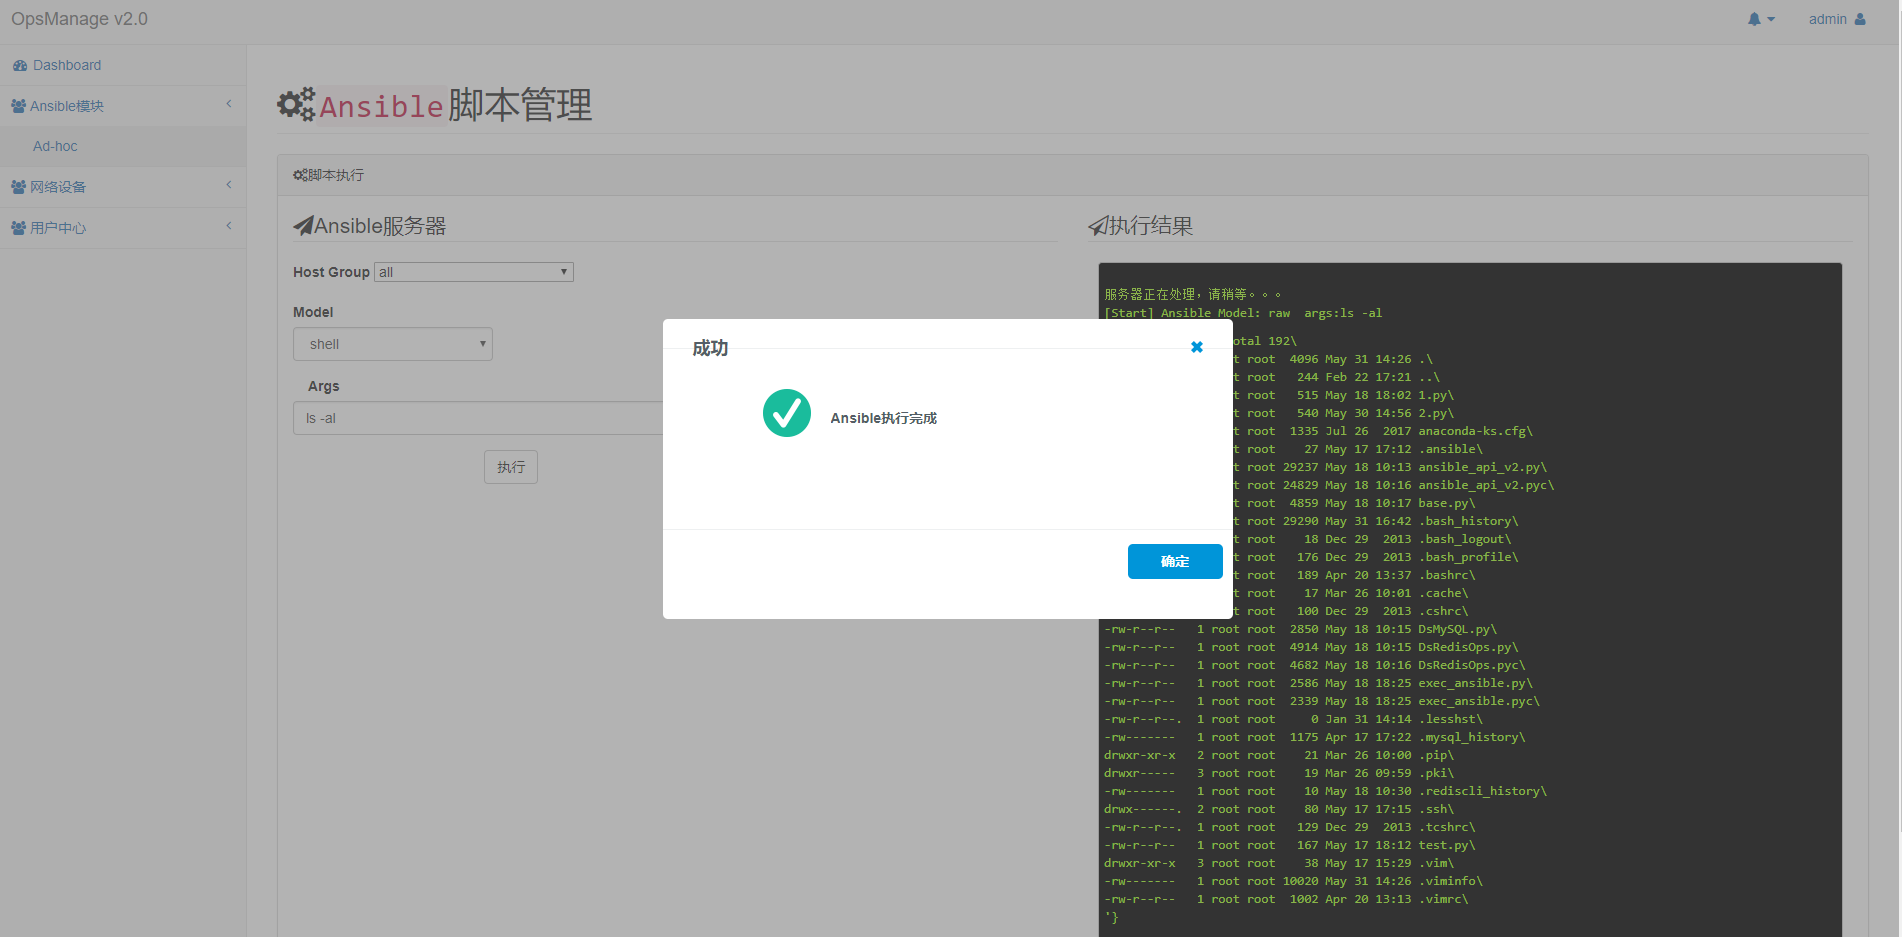 OpsManage v2.0
admin
Dashboard
Ansible模块
Ad-hoc
网络设备
用户中心
Ansible脚本管理
脚本执行
Ansible服务器
Host Group all
Model
shell
Args
ls -al
执行
成功
Ansible执行完成
确定
执行结果
服务器正在处理，请稍等。。。
[Start] Ansible Model: raw  args:ls -al
otal 192\
t root  4096 May 31 14:26 .\
t root   244 Feb 22 17:21 ..\
t root   515 May 18 18:02 1.py\
t root   540 May 30 14:56 2.py\
t root  1335 Jul 26  2017 anaconda-ks.cfg\
t root    27 May 17 17:12 .ansible\
t root 29237 May 18 10:13 ansible_api_v2.py\
t root 24829 May 18 10:16 ansible_api_v2.pyc\
t root  4859 May 18 10:17 base.py\
t root 29290 May 31 16:42 .bash_history\
t root    18 Dec 29  2013 .bash_logout\
t root   176 Dec 29  2013 .bash_profile\
t root   189 Apr 20 13:37 .bashrc\
t root    17 Mar 26 10:01 .cache\
t root   100 Dec 29  2013 .cshrc\
-rw-r--r--   1 root root  2850 May 18 10:15 DsMySQL.py\
-rw-r--r--   1 root root  4914 May 18 10:15 DsRedisOps.py\
-rw-r--r--   1 root root  4682 May 18 10:16 DsRedisOps.pyc\
-rw-r--r--   1 root root  2586 May 18 18:25 exec_ansible.py\
-rw-r--r--   1 root root  2339 May 18 18:25 exec_ansible.pyc\
-rw-r--r--.  1 root root     0 Jan 31 14:14 .lesshst\
-rw-------   1 root root  1175 Apr 17 17:22 .mysql_history\
drwxr-xr-x   2 root root    21 Mar 26 10:00 .pip\
drwxr-----   3 root root    19 Mar 26 09:59 .pki\
-rw-------   1 root root    10 May 18 10:30 .rediscli_history\
drwx------.  2 root root    80 May 17 17:15 .ssh\
-rw-r--r--.  1 root root   129 Dec 29  2013 .tcshrc\
-rw-r--r--   1 root root   167 May 17 18:12 test.py\
drwxr-xr-x   3 root root    38 May 17 15:29 .vim\
-rw-------   1 root root 10020 May 31 14:26 .viminfo\
-rw-r--r--   1 root root  1002 Apr 20 13:13 .vimrc\
'}